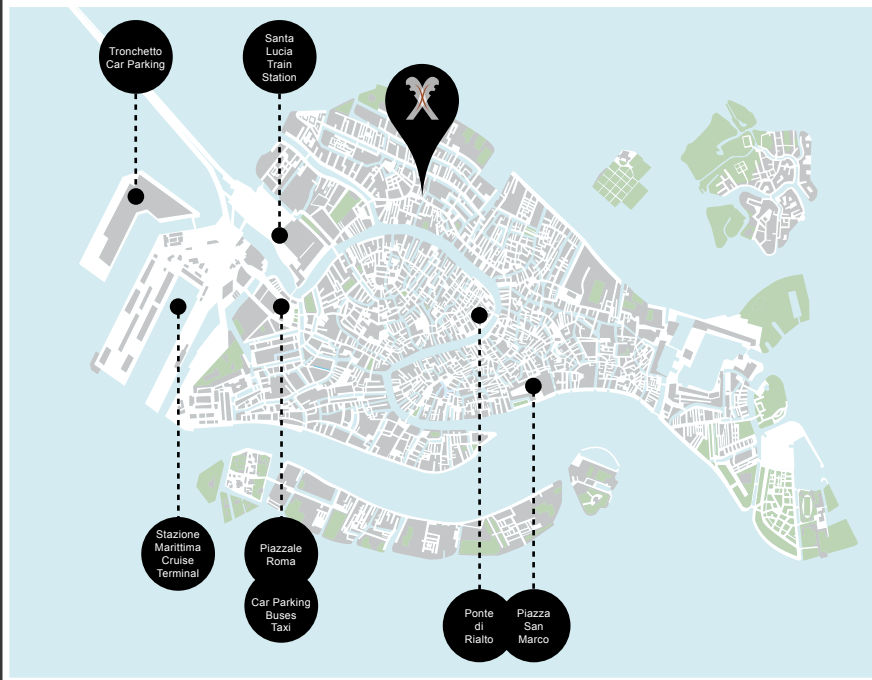 Tronchetto
Car Parking
Santa
Lucia
Train
Station
Stazione
Marittima
Cruise
Terminal
Piazzale
Roma
Car Parking
Buses
Taxi
Ponte
di
Rialto
Piazza
San
Marco